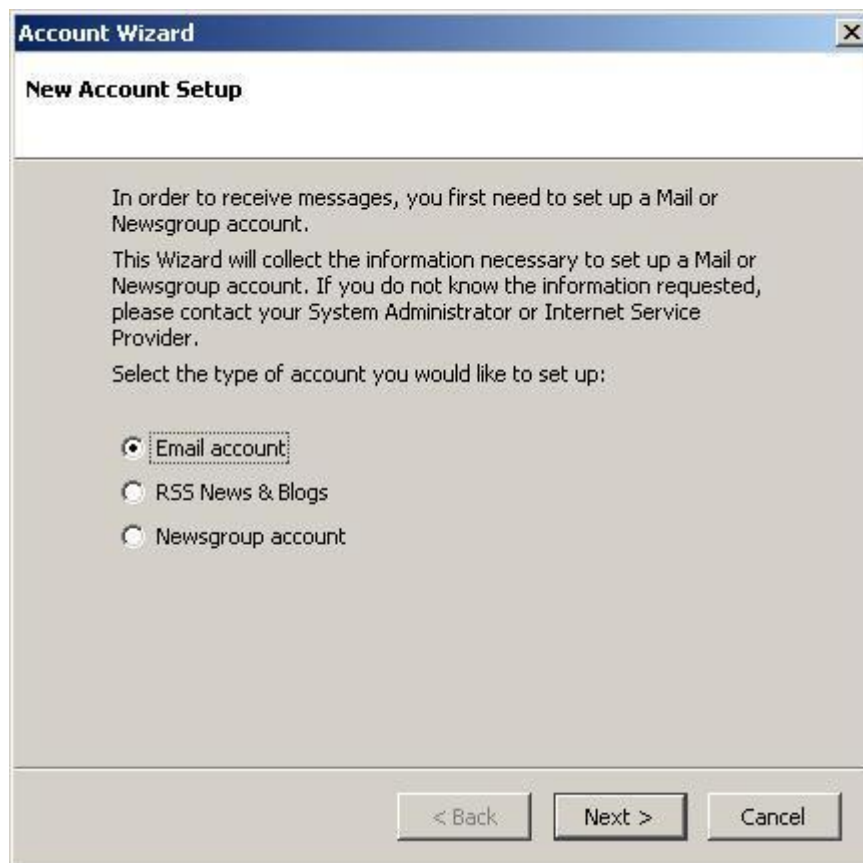 Account Wizard
New Account Setup
In order to receive messages, you first need to set up a Mail or
Newsgroup account.
This Wizard will collect the information necessary to set up a Mail or
Newsgroup account. If you do not know the information requested,
please contact your System Administrator or Internet Service
Provider.
Select the type of account you would like to set up:
Email account
RSS News & Blogs
Newsgroup account
< Back Next > Cancel